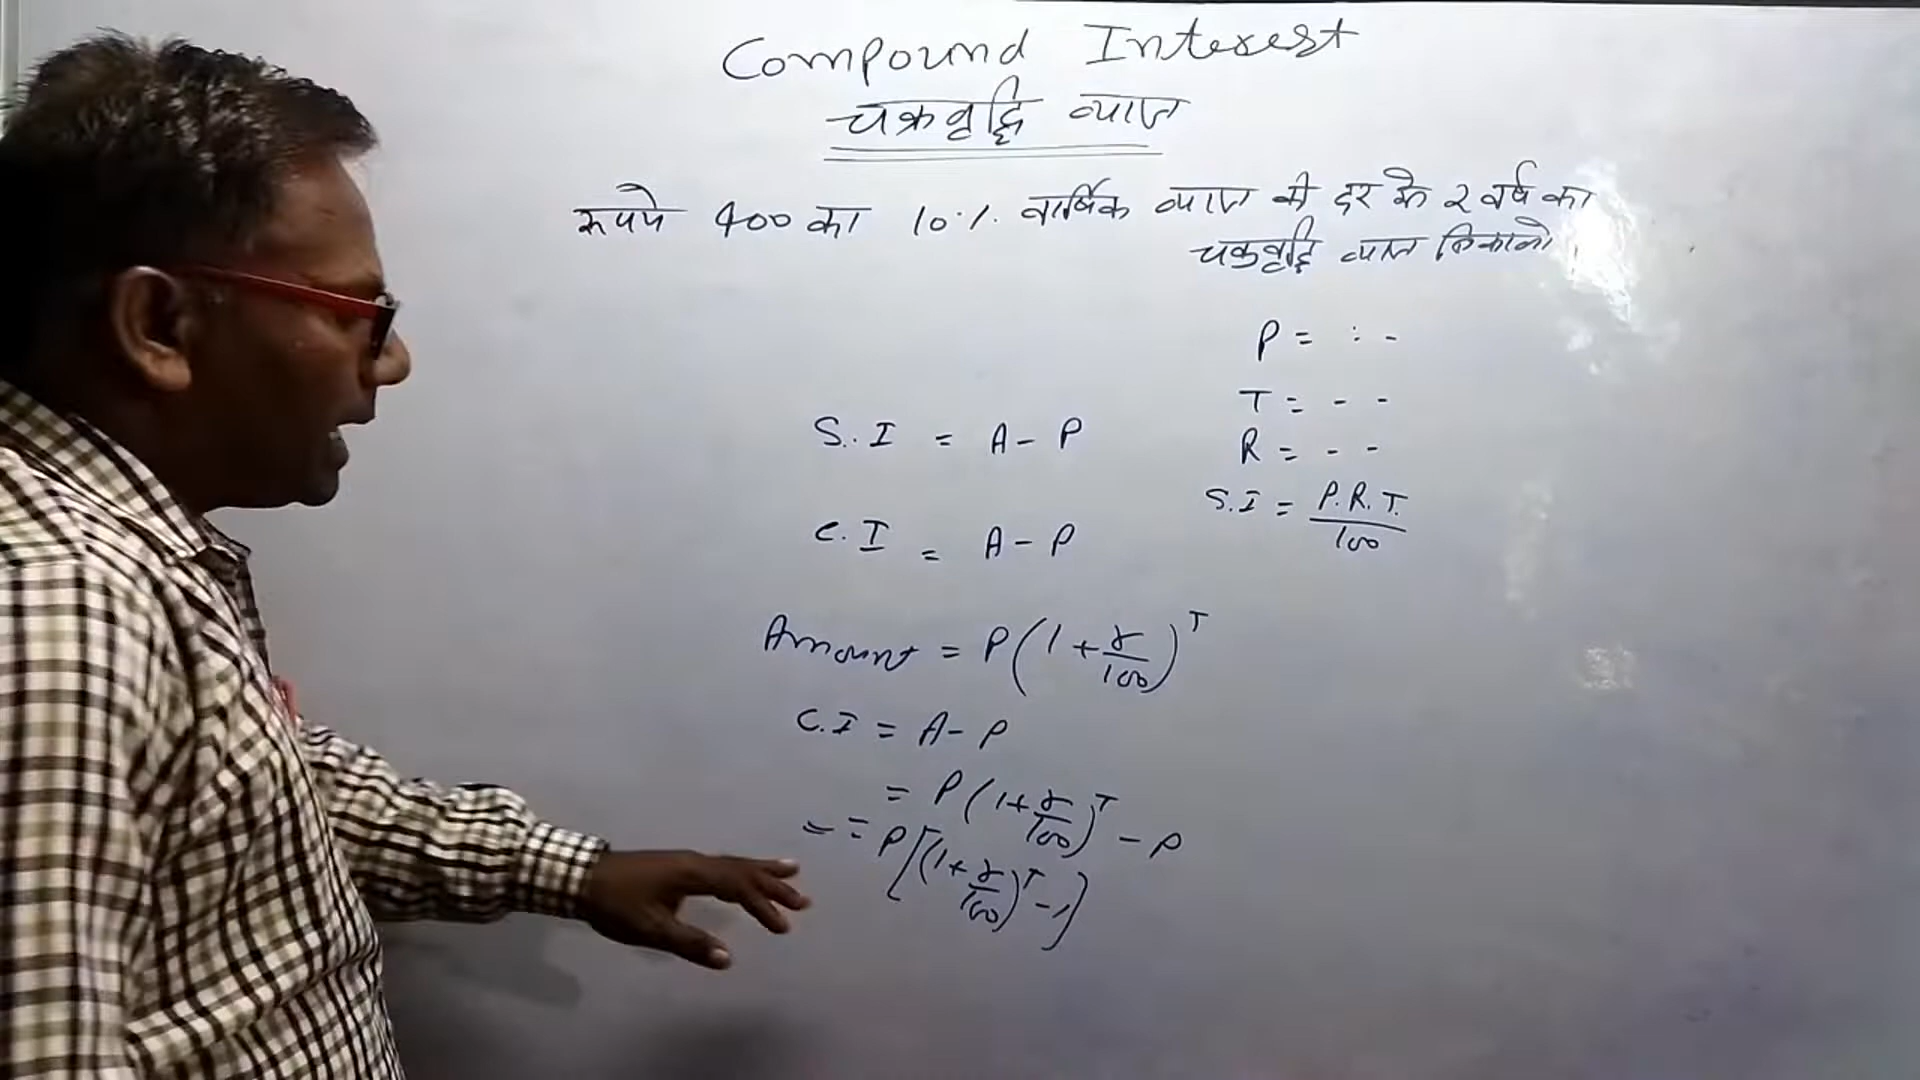 Compound Interest
चक्रवृद्धि व्याज
रूपये 400 का 10% वार्षिक व्याज की दर के 2 वर्ष का
चक्रवृद्धि व्याज निकालो।
P = : -
T = - -
R = - -
S.I = P.R.T. / 100
S.I = A - P
C.I = A - P
Amount = P(1 + r/100)^T
C.I = A - P
= P(1 + r/100)^T - P
= = P[(1 + r/100)^T - 1]